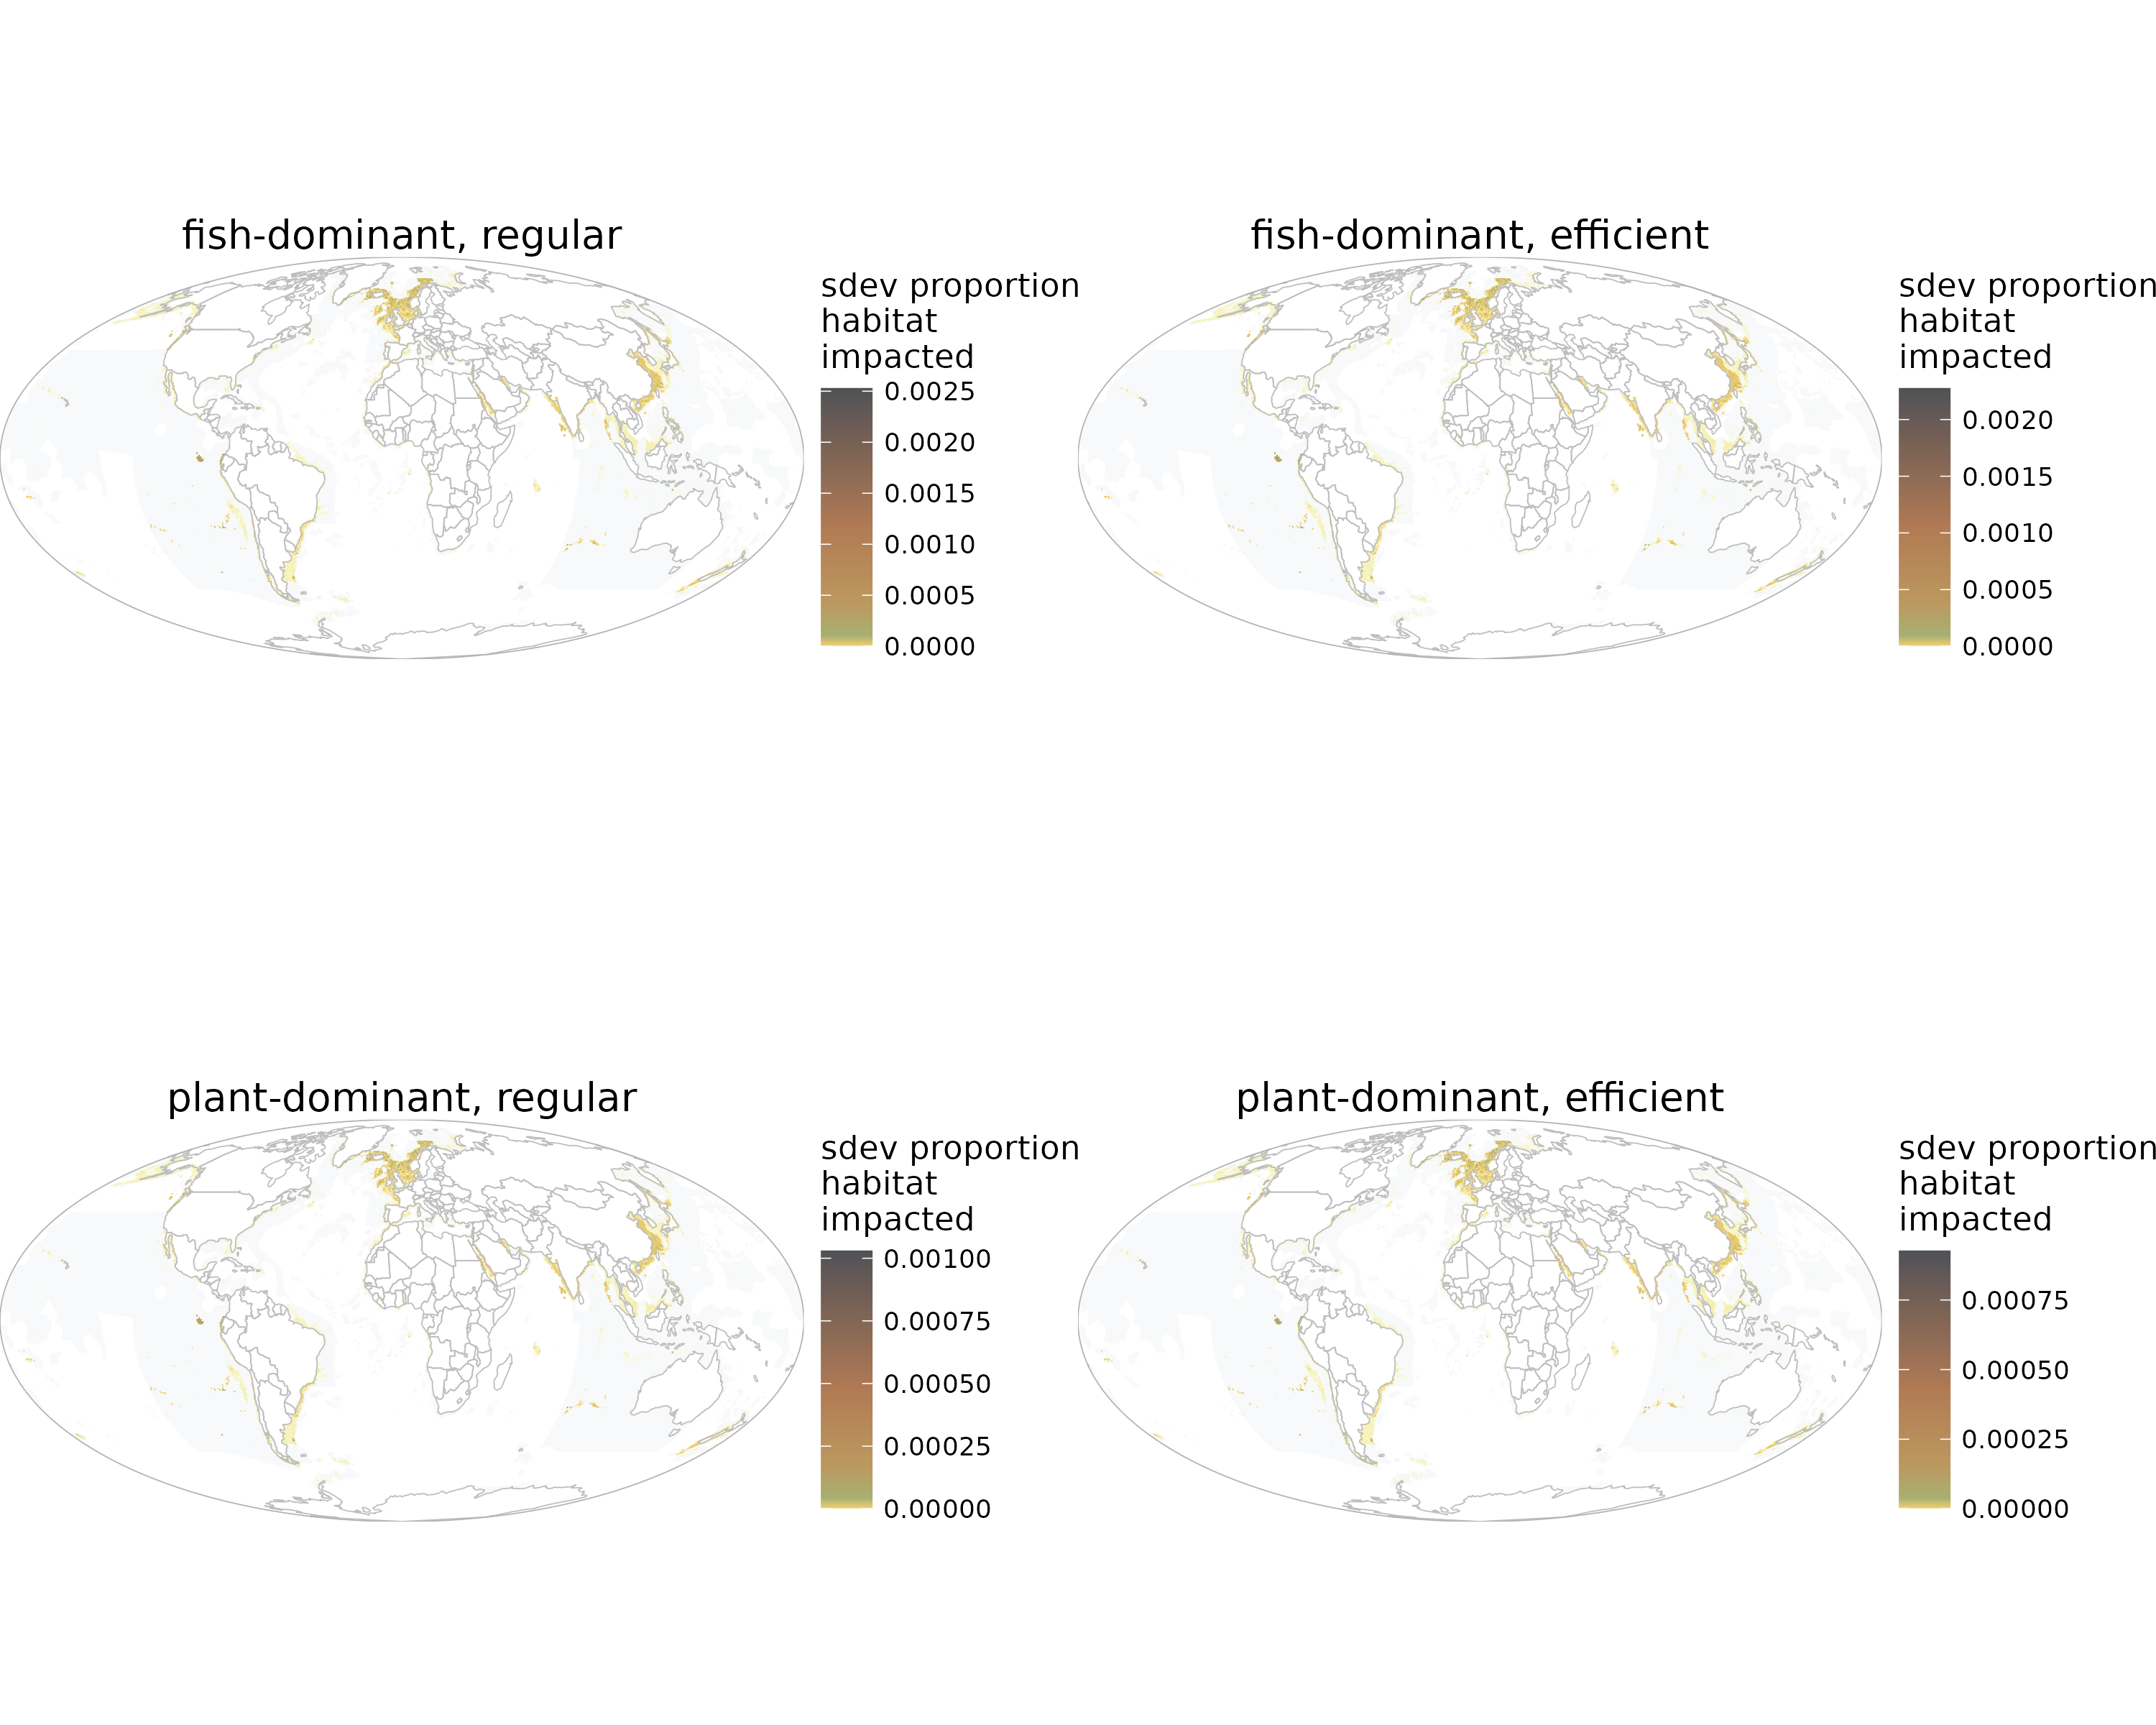 fish-dominant, regular
sdev proportion
habitat
impacted
0.0025
0.0020
0.0015
0.0010
0.0005
0.0000
fish-dominant, efficient
sdev proportion
habitat
impacted
0.0020
0.0015
0.0010
0.0005
0.0000
plant-dominant, regular
sdev proportion
habitat
impacted
0.00100
0.00075
0.00050
0.00025
0.00000
plant-dominant, efficient
sdev proportion
habitat
impacted
0.00075
0.00050
0.00025
0.00000